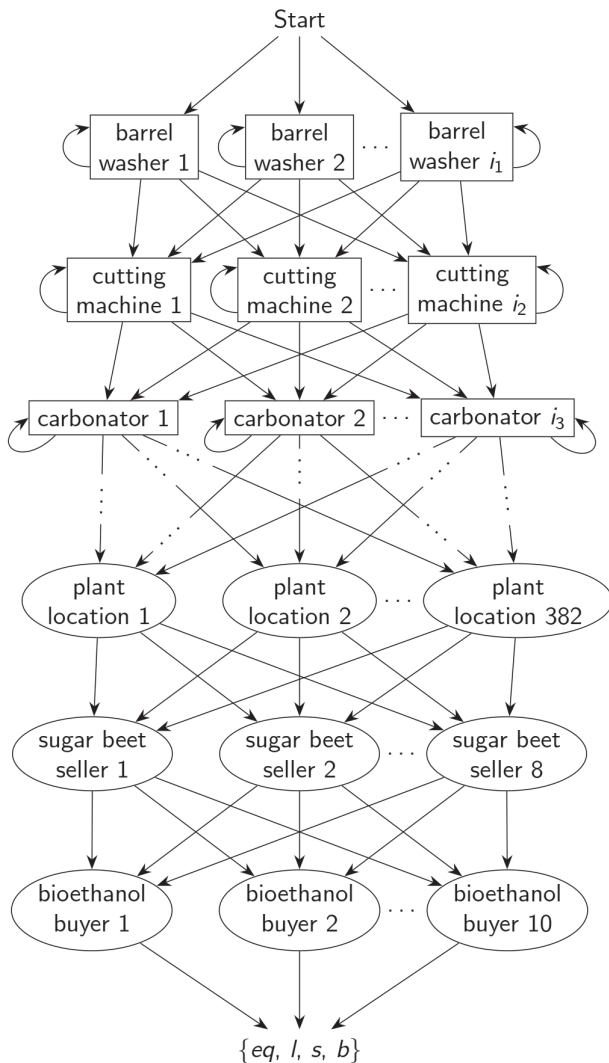 Start
barrel
washer 1
barrel
washer 2
...
barrel
washer i₁
cutting
machine 1
cutting
machine 2
...
cutting
machine i₂
carbonator 1
carbonator 2
...
carbonator i₃
plant
location 1
plant
location 2
...
plant
location 382
sugar beet
seller 1
sugar beet
seller 2
...
sugar beet
seller 8
bioethanol
buyer 1
bioethanol
buyer 2
...
bioethanol
buyer 10
{eq, l, s, b}